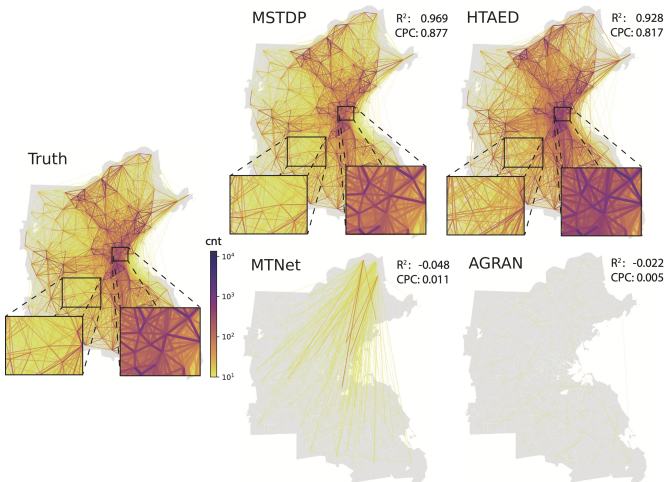 MSTDP
R²: 0.969
CPC: 0.877
HTAED
R²: 0.928
CPC: 0.817
Truth
cnt
10⁴
10³
10²
10¹
MTNet
R²: -0.048
CPC: 0.011
AGRAN
R²: -0.022
CPC: 0.005